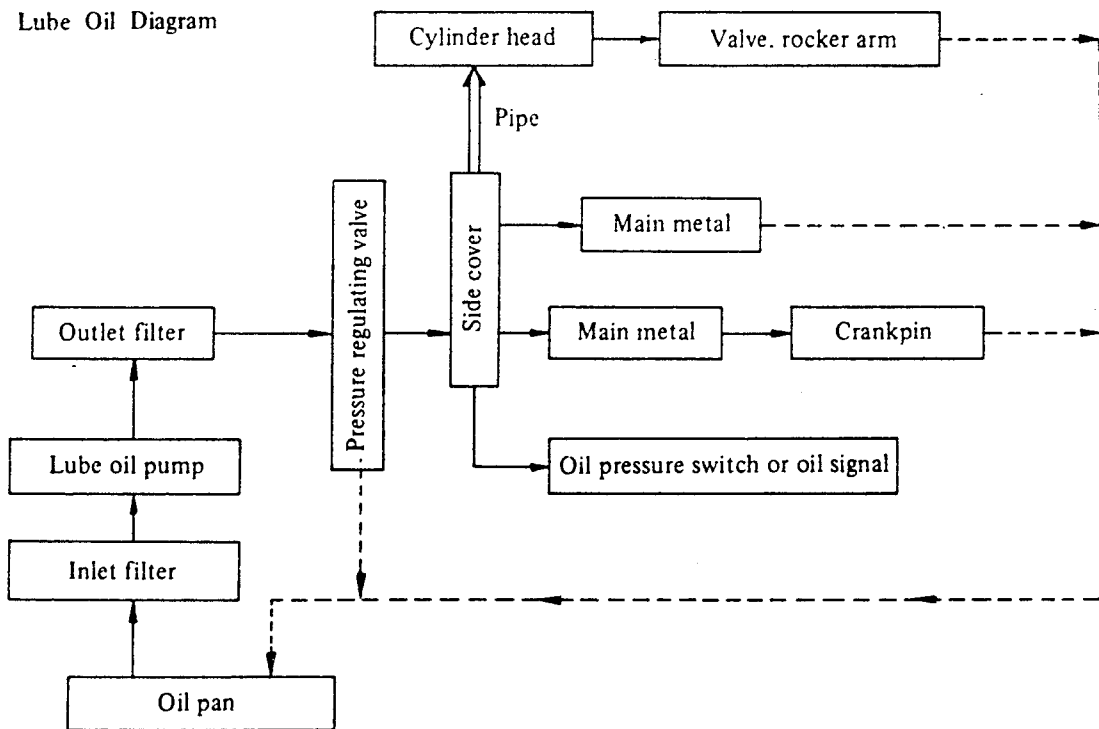 Lube Oil Diagram
Cylinder head
Valve. rocker arm
Pipe
Pressure regulating valve
Side cover
Main metal
Outlet filter
Main metal
Crankpin
Lube oil pump
Oil pressure switch or oil signal
Inlet filter
Oil pan